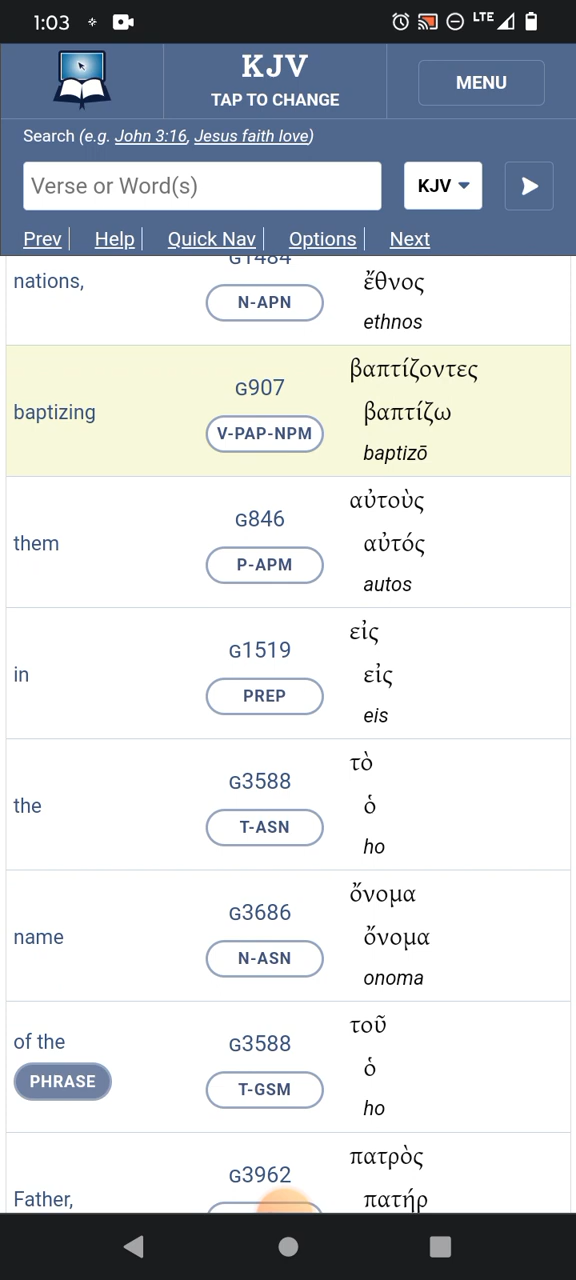 1:03
LTE
KJV
TAP TO CHANGE
MENU
Search (e.g. John 3:16, Jesus faith love)
Verse or Word(s)
KJV
Prev
Help
Quick Nav
Options
Next
nations,
G1484
N-APN
ἔθνος
ethnos
baptizing
G907
V-PAP-NPM
βαπτίζοντες
βαπτίζω
baptizō
them
G846
P-APM
αὐτοὺς
αὐτός
autos
in
G1519
PREP
εἰς
εἰς
eis
the
G3588
T-ASN
τὸ
ὁ
ho
name
G3686
N-ASN
ὄνομα
ὄνομα
onoma
of the
PHRASE
G3588
T-GSM
τοῦ
ὁ
ho
Father,
G3962
πατρὸς
πατήρ